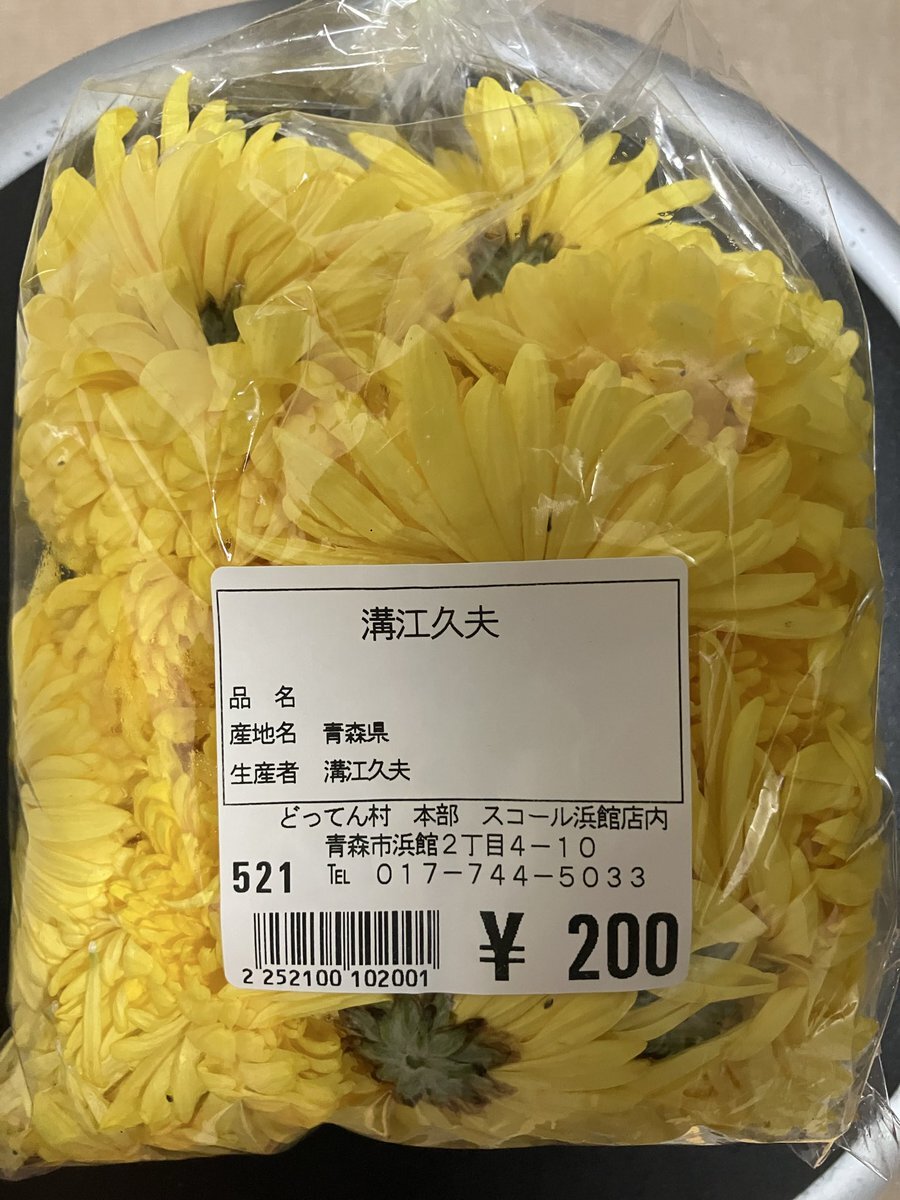 溝江久夫
品 名
産地名 青森県
生産者 溝江久夫
どってん村 本部 スコール浜館店内
青森市浜館2丁目4-10
521 ℡ 017-744-5033
2 252100 102001 ¥ 200